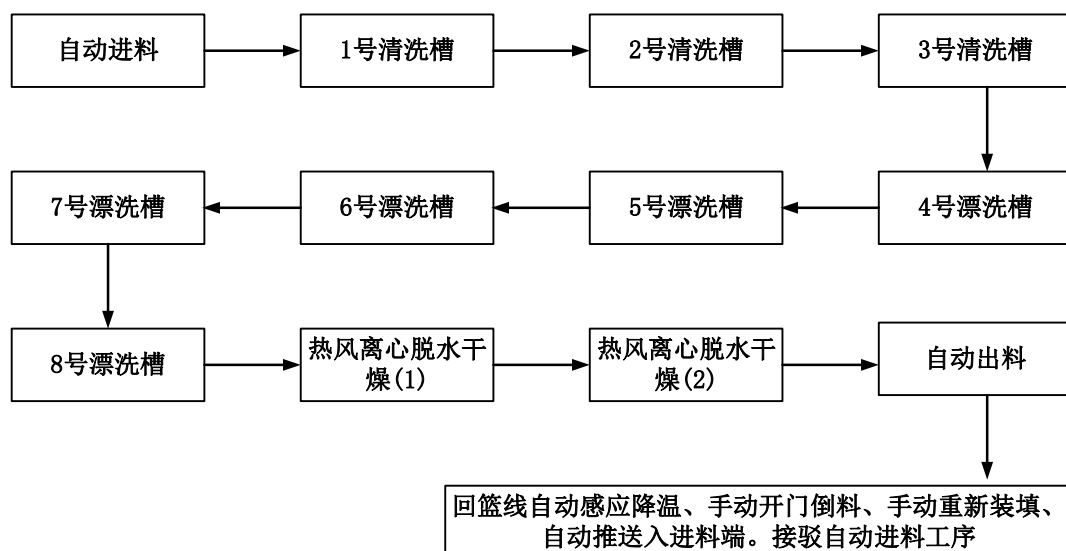 自动进料
1号清洗槽
2号清洗槽
3号清洗槽
4号漂洗槽
5号漂洗槽
6号漂洗槽
7号漂洗槽
8号漂洗槽
热风离心脱水干
燥(1)
热风离心脱水干
燥(2)
自动出料
回篮线自动感应降温、手动开门倒料、手动重新装填、
自动推送入进料端。接驳自动进料工序